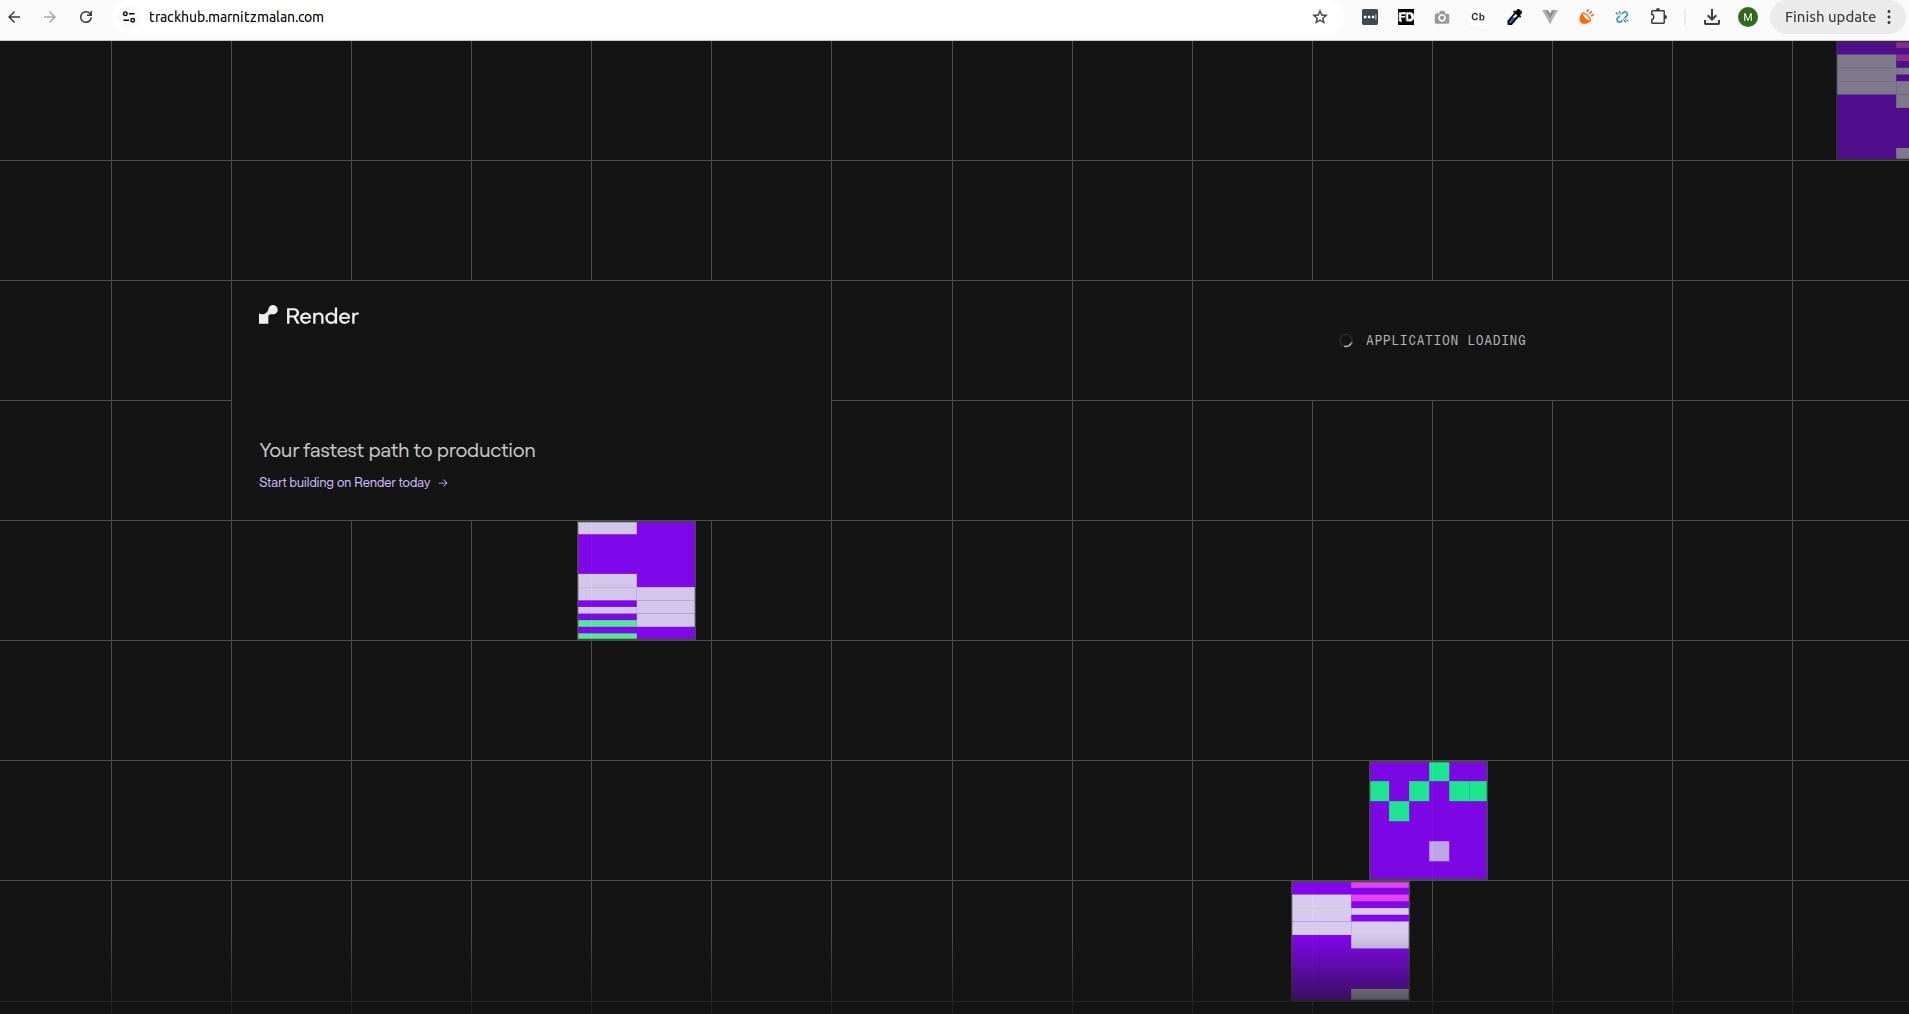 trackhub.marnitzmalan.com
FD
Cb
M
Finish update
Render
APPLICATION LOADING
Your fastest path to production
Start building on Render today →